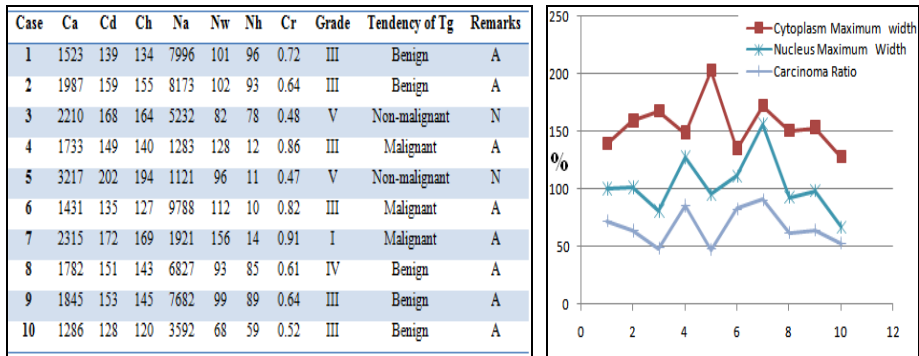 Case Ca Cd Ch Na Nw Nh Cr Grade Tendency of Tg Remarks
1 1523 139 134 7996 101 96 0.72 III Benign A
2 1987 159 155 8173 102 93 0.64 III Benign A
3 2210 168 164 5232 82 78 0.48 V Non-malignant N
4 1733 149 140 1283 128 12 0.86 III Malignant A
5 3217 202 194 1121 96 11 0.47 V Non-malignant N
6 1431 135 127 9788 112 10 0.82 III Malignant A
7 2315 172 169 1921 156 14 0.91 I Malignant A
8 1782 151 143 6827 93 85 0.61 IV Benign A
9 1845 153 145 7682 99 89 0.64 III Benign A
10 1286 128 120 3592 68 59 0.52 III Benign A
250
200
150
%
100
50
0
0 2 4 6 8 10 12
Cytoplasm Maximum width
Nucleus Maximum Width
Carcinoma Ratio